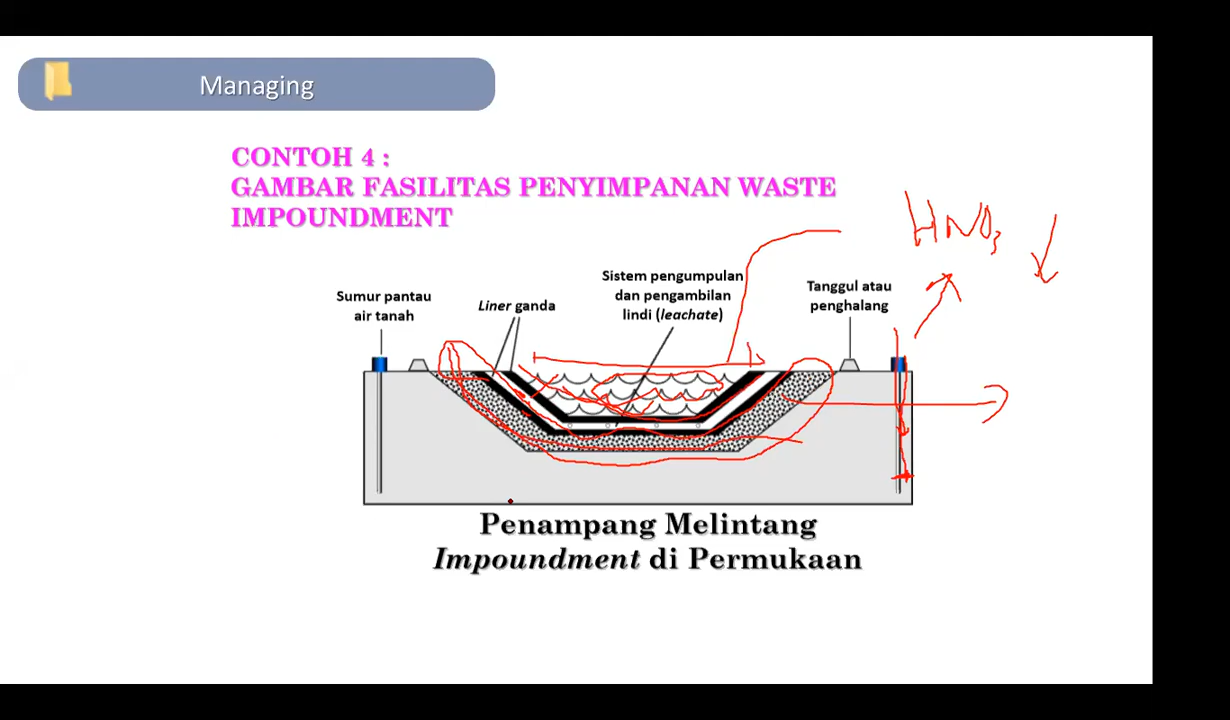 Managing
CONTOH 4 :
GAMBAR FASILITAS PENYIMPANAN WASTE
IMPOUNDMENT
HNO₃
Sumur pantau
air tanah
Liner ganda
Sistem pengumpulan
dan pengambilan
lindi (leachate)
Tanggul atau
penghalang
Penampang Melintang
Impoundment di Permukaan